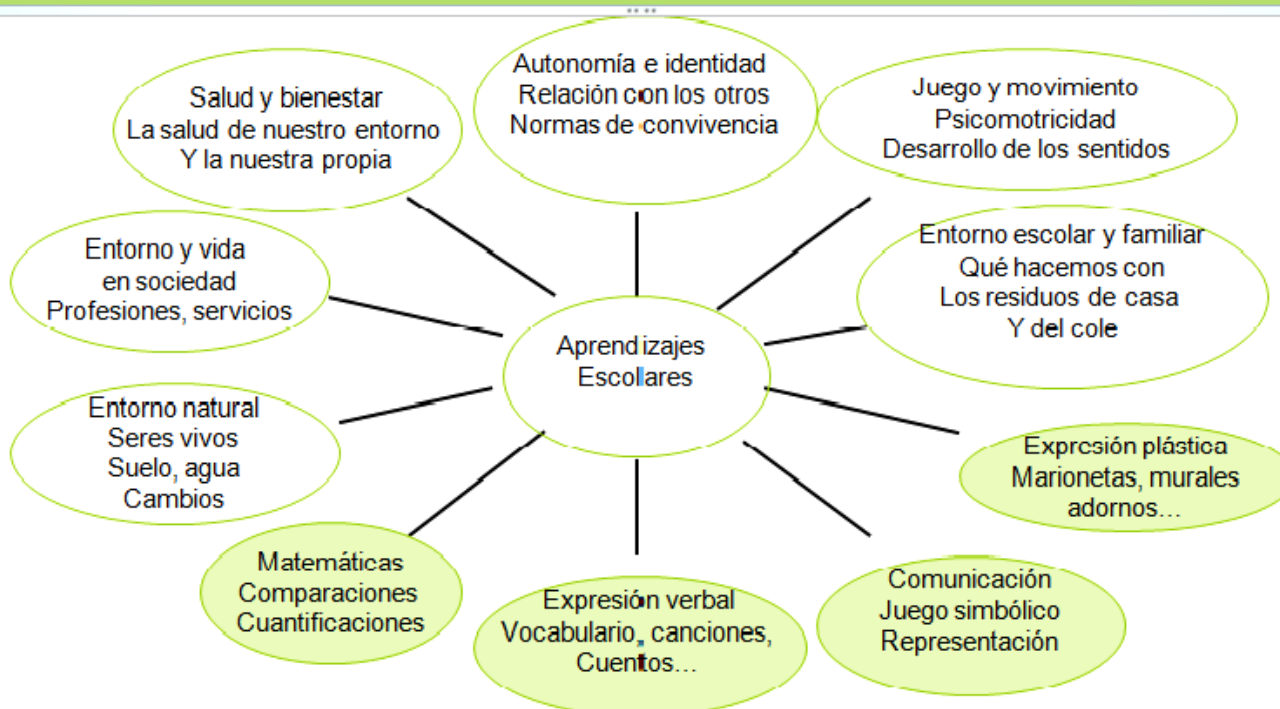 Autonomía e identidad
Relación con los otros
Normas de convivencia
Salud y bienestar
La salud de nuestro entorno
Y la nuestra propia
Juego y movimiento
Psicomotricidad
Desarrollo de los sentidos
Entorno y vida
en sociedad
Profesiones, servicios
Entorno escolar y familiar
Qué hacemos con
Los residuos de casa
Y del cole
Aprendizajes
Escolares
Entorno natural
Seres vivos
Suelo, agua
Cambios
Expresión plástica
Marionetas, murales
adornos...
Matemáticas
Comparaciones
Cuantificaciones
Expresión verbal
Vocabulario, canciones,
Cuentos...
Comunicación
Juego simbólico
Representación